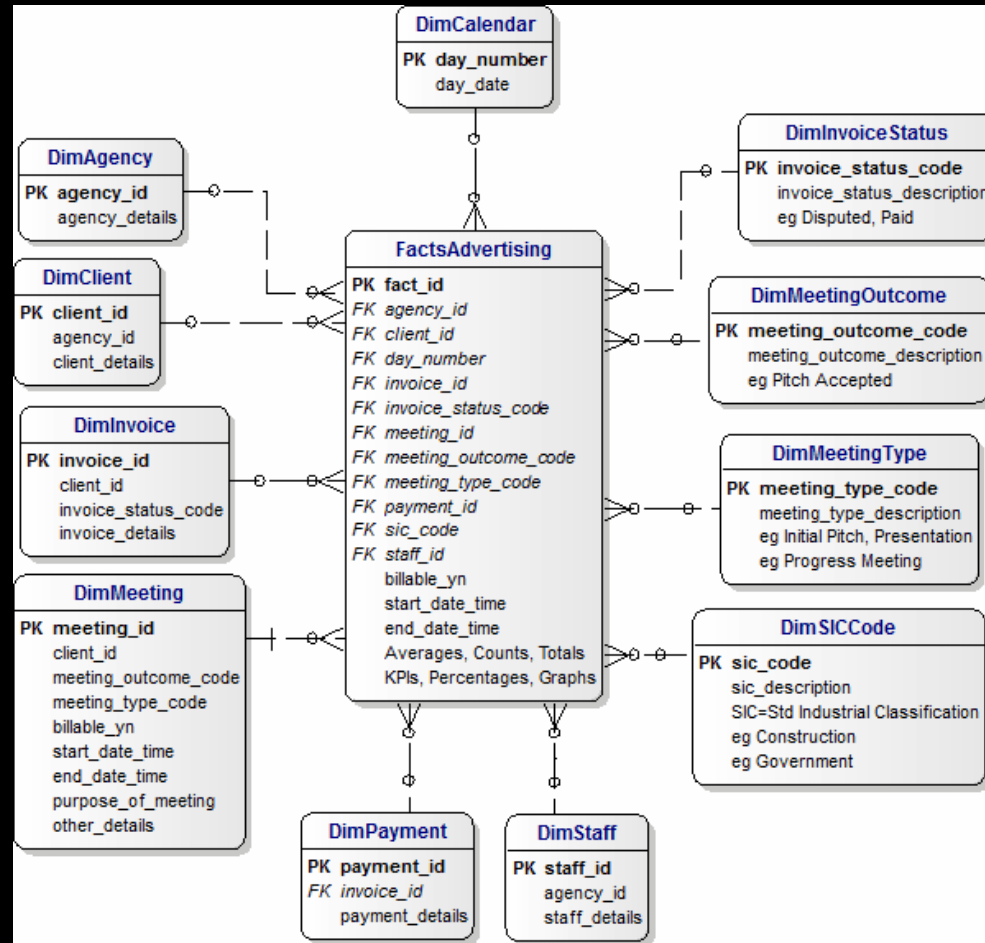 DimCalendar
PK day_number
day_date
DimAgency
PK agency_id
agency_details
DimClient
PK client_id
agency_id
client_details
DimInvoice
PK invoice_id
client_id
invoice_status_code
invoice_details
DimMeeting
PK meeting_id
client_id
meeting_outcome_code
meeting_type_code
billable_yn
start_date_time
end_date_time
purpose_of_meeting
other_details
FactsAdvertising
PK fact_id
FK agency_id
FK client_id
FK day_number
FK invoice_id
FK invoice_status_code
FK meeting_id
FK meeting_outcome_code
FK meeting_type_code
FK payment_id
FK sic_code
FK staff_id
billable_yn
start_date_time
end_date_time
Averages, Counts, Totals
KPIs, Percentages, Graphs
DimInvoiceStatus
PK invoice_status_code
invoice_status_description
eg Disputed, Paid
DimMeetingOutcome
PK meeting_outcome_code
meeting_outcome_description
eg Pitch Accepted
DimMeetingType
PK meeting_type_code
meeting_type_description
eg Initial Pitch, Presentation
eg Progress Meeting
DimSICCode
PK sic_code
sic_description
SIC=Std Industrial Classification
eg Construction
eg Government
DimPayment
PK payment_id
FK invoice_id
payment_details
DimStaff
PK staff_id
agency_id
staff_details